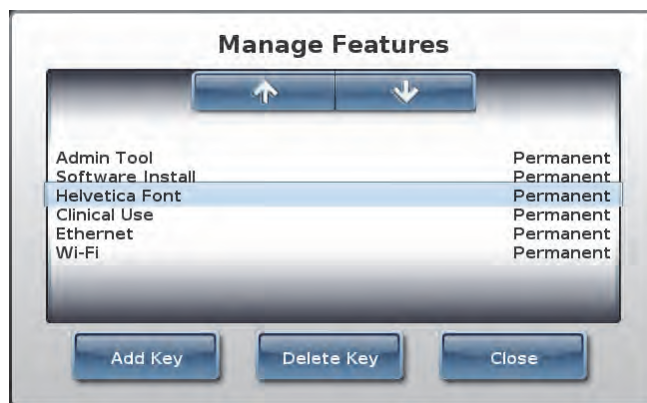 Manage Features
Admin Tool Permanent
Software Install Permanent
Helvetica Font Permanent
Clinical Use Permanent
Ethernet Permanent
Wi-Fi Permanent
Add Key Delete Key Close